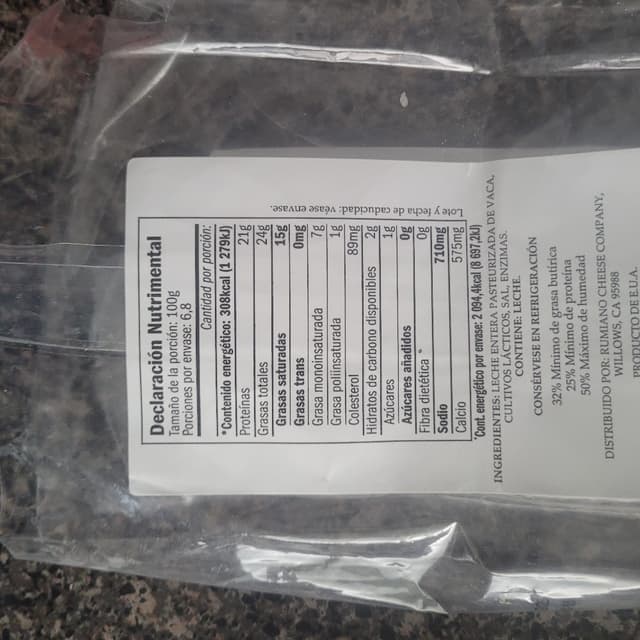 Declaración Nutrimental
Tamaño de la porción: 100g
Porciones por envase: 6,8
Cantidad por porción:
*Contenido energético: 308kcal (1 279kJ)
Proteínas 21g
Grasas totales 24g
Grasas saturadas 15g
Grasas trans 0mg
Grasa monoinsaturada 7g
Grasa poliinsaturada 1g
Colesterol 89mg
Hidratos de carbono disponibles 2g
Azúcares 1g
Azúcares añadidos 0g
Fibra dietética * 0g
Sodio 710mg
Calcio 575mg
*Cont. energético por envase: 2 094,4kcal (8 697,2kJ)
Lote y fecha de caducidad: véase envase.
INGREDIENTES: LECHE ENTERA PASTEURIZADA DE VACA,
CULTIVOS LÁCTICOS, SAL, ENZIMAS.
CONTIENE: LECHE.
CONSÉRVESE EN REFRIGERACIÓN
32% Mínimo de grasa butírica
25% Mínimo de proteína
50% Máximo de humedad
DISTRIBUIDO POR: RUMIANO CHEESE COMPANY,
WILLOWS, CA 95988
PRODUCTO DE E.U.A.